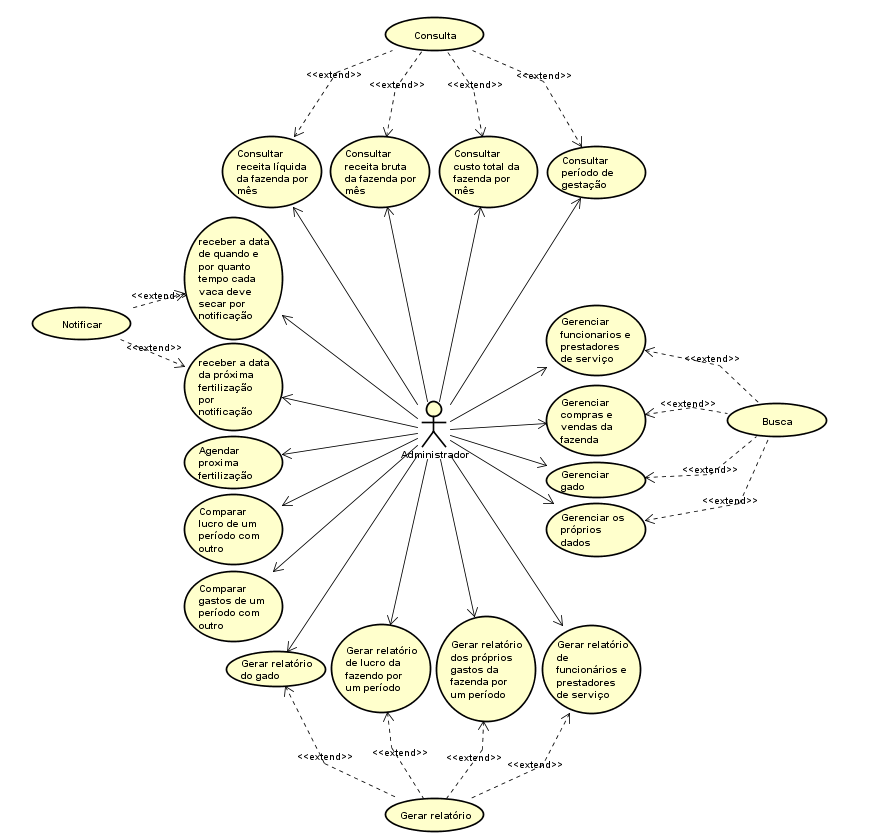 Consulta
<<extend>>
<<extend>>
<<extend>>
<<extend>>
Consultar
receita líquida
da fazenda por
mês
Consultar
receita bruta
da fazenda por
mês
Consultar
custo total da
fazenda por
mês
Consultar
período de
gestação
receber a data
de quando e
por quanto
tempo cada
vaca deve
secar por
notificação
<<extend>>
Notificar
<<extend>>
receber a data
da próxima
fertilização
por
notificação
Agendar
proxima
fertilização
Comparar
lucro de um
período com
outro
Comparar
gastos de um
período com
outro
Administrador
Gerenciar
funcionarios e
prestadores
de serviço
Gerenciar
compras e
vendas da
fazenda
Gerenciar
gado
Gerenciar os
próprios
dados
<<extend>>
<<extend>>
Busca
<<extend>>
<<extend>>
Gerar relatório
do gado
Gerar relatório
de lucro da
fazendo por
um período
Gerar relatório
dos próprios
gastos da
fazenda por
um período
Gerar relatório
de
funcionários e
prestadores
de serviço
<<extend>>
<<extend>>
<<extend>>
<<extend>>
Gerar relatório